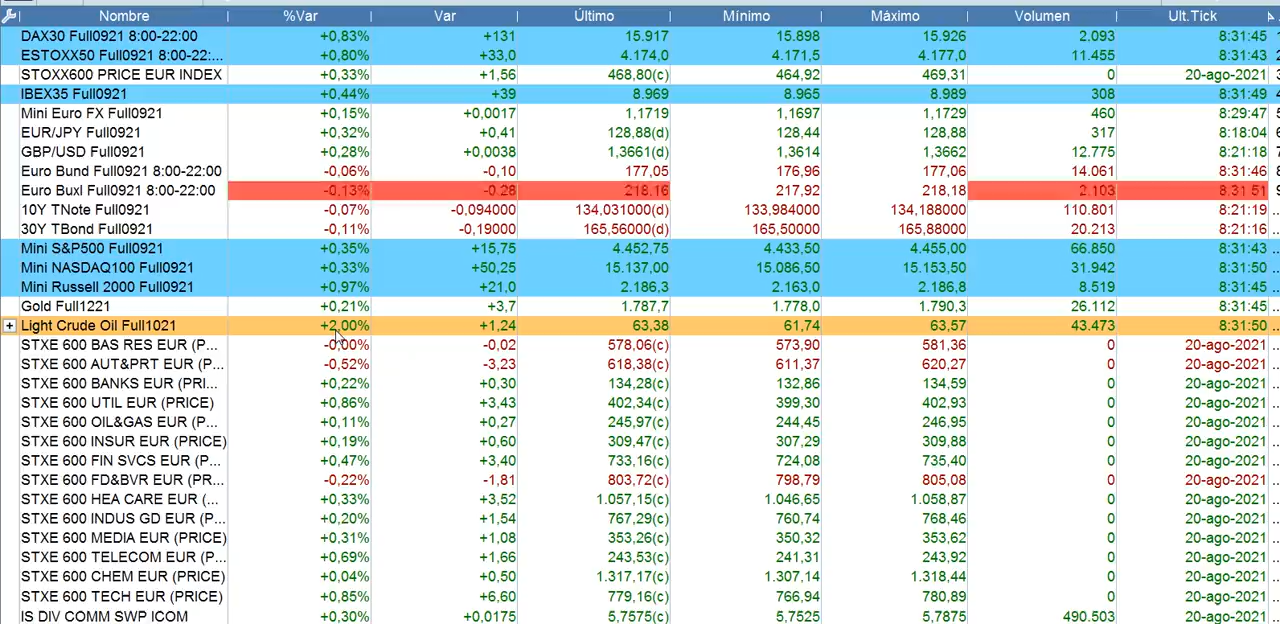 Nombre %Var Var Último Mínimo Máximo Volumen Ult.Tick
DAX30 Full0921 8:00-22:00 +0,83% +131 15.917 15.898 15.926 2.093 8:31:45
ESTOXX50 Full0921 8:00-22:... +0,80% +33,0 4.174,0 4.171,5 4.177,0 11.455 8:31:43
STOXX600 PRICE EUR INDEX +0,33% +1,56 468,80(c) 464,92 469,31 0 20-ago-2021
IBEX35 Full0921 +0,44% +39 8.969 8.965 8.989 308 8:31:49
Mini Euro FX Full0921 +0,15% +0,0017 1,1719 1,1697 1,1729 460 8:29:47
EUR/JPY Full0921 +0,32% +0,41 128,88(d) 128,44 128,88 317 8:18:04
GBP/USD Full0921 +0,28% +0,0038 1,3661(d) 1,3614 1,3662 12.775 8:21:18
Euro Bund Full0921 8:00-22:00 -0,06% -0,10 177,05 176,96 177,06 14.061 8:31:46
Euro Buxl Full0921 8:00-22:00 -0,13% -0.28 218,16 217,92 218,18 2.103 8:31:51
10Y TNote Full0921 -0,07% -0,094000 134,031000(d) 133,984000 134,188000 110.801 8:21:19
30Y TBond Full0921 -0,11% -0,19000 165,56000(d) 165,50000 165,88000 20.213 8:21:16
Mini S&P500 Full0921 +0,35% +15,75 4.452,75 4.433,50 4.455,00 66.850 8:31:43
Mini NASDAQ100 Full0921 +0,33% +50,25 15.137,00 15.086,50 15.153,50 31.942 8:31:50
Mini Russell 2000 Full0921 +0,97% +21,0 2.186,3 2.163,0 2.186,8 8.519 8:31:45
Gold Full1221 +0,21% +3,7 1.787,7 1.778,0 1.790,3 26.112 8:31:45
Light Crude Oil Full1021 +2,00% +1,24 63,38 61,74 63,57 43.473 8:31:50
STXE 600 BAS RES EUR (P... -0,00% -0,02 578,06(c) 573,90 581,36 0 20-ago-2021
STXE 600 AUT&PRT EUR (P... -0,52% -3,23 618,38(c) 611,37 620,27 0 20-ago-2021
STXE 600 BANKS EUR (PRI... +0,22% +0,30 134,28(c) 132,86 134,59 0 20-ago-2021
STXE 600 UTIL EUR (PRICE) +0,86% +3,43 402,34(c) 399,30 402,93 0 20-ago-2021
STXE 600 OIL&GAS EUR (P... +0,11% +0,27 245,97(c) 244,45 246,95 0 20-ago-2021
STXE 600 INSUR EUR (PRICE) +0,19% +0,60 309,47(c) 307,29 309,88 0 20-ago-2021
STXE 600 FIN SVCS EUR (P... +0,47% +3,40 733,16(c) 724,08 735,40 0 20-ago-2021
STXE 600 FD&BVR EUR (PR... -0,22% -1,81 803,72(c) 798,79 805,08 0 20-ago-2021
STXE 600 HEA CARE EUR (... +0,33% +3,52 1.057,15(c) 1.046,65 1.058,87 0 20-ago-2021
STXE 600 INDUS GD EUR (P... +0,20% +1,54 767,29(c) 760,74 768,46 0 20-ago-2021
STXE 600 MEDIA EUR (PRICE) +0,31% +1,08 353,26(c) 350,32 353,62 0 20-ago-2021
STXE 600 TELECOM EUR (P... +0,69% +1,66 243,53(c) 241,31 243,92 0 20-ago-2021
STXE 600 CHEM EUR (PRICE) +0,04% +0,50 1.317,17(c) 1.307,14 1.318,44 0 20-ago-2021
STXE 600 TECH EUR (PRICE) +0,85% +6,60 779,16(c) 766,94 780,89 0 20-ago-2021
IS DIV COMM SWP ICOM +0,30% +0,0175 5,7575(c) 5,7525 5,7875 490.503 20-ago-2021